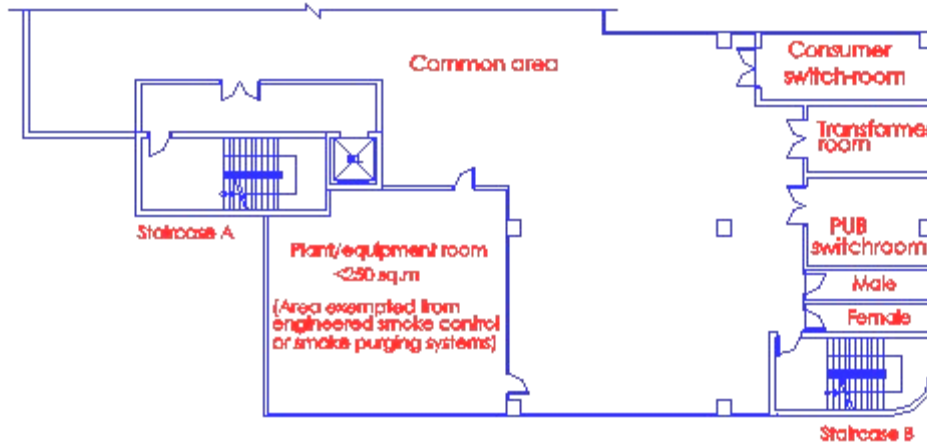 Common area
Consumer
switch-room
Transformer
room
PUB
switchroom
Male
Female
Staircase A
Plant/equipment room
<250 sq.m
(Area exempted from
engineered smoke control
or smoke purging systems)
Staircase B